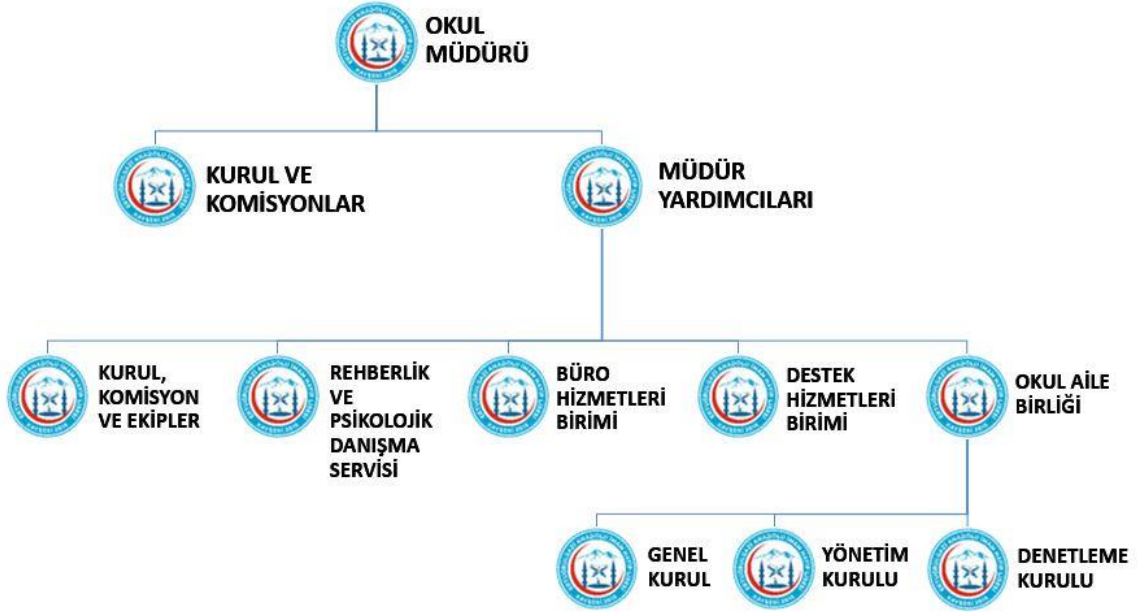 OKUL
MÜDÜRÜ
KURUL VE
KOMİSYONLAR
MÜDÜR
YARDIMCILARI
KURUL,
KOMİSYON
VE EKİPLER
REHBERLİK
VE
PSİKOLOJİK
DANIŞMA
SERVİSİ
BÜRO
HİZMETLERİ
BİRİMİ
DESTEK
HİZMETLERİ
BİRİMİ
OKUL AİLE
BİRLİĞİ
GENEL
KURUL
YÖNETİM
KURULU
DENETLEME
KURULU